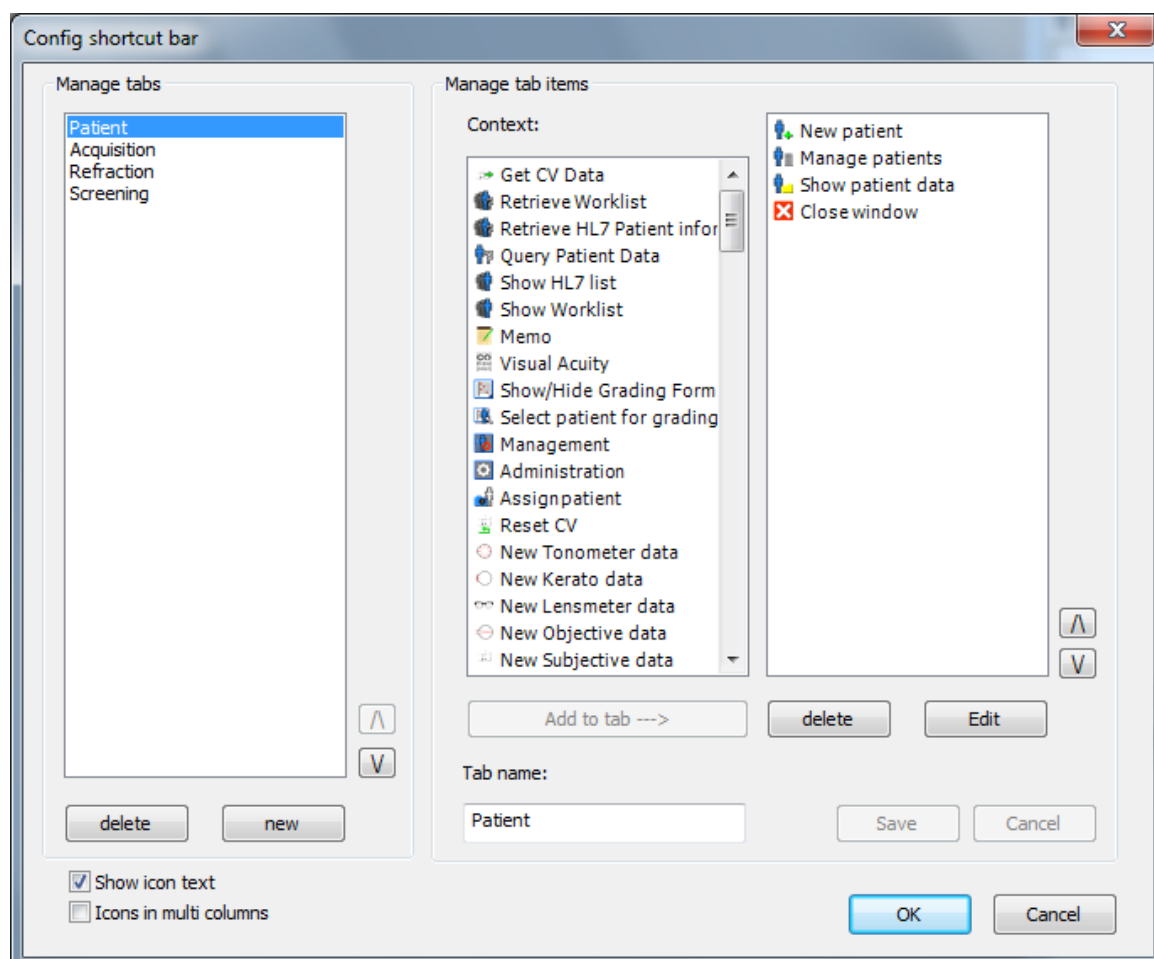 Config shortcut bar
Manage tabs
Patient
Acquisition
Refraction
Screening
delete
new
Show icon text
Icons in multi columns
Manage tab items
Context:
Get CV Data
Retrieve Worklist
Retrieve HL7 Patient infor
Query Patient Data
Show HL7 list
Show Worklist
Memo
Visual Acuity
Show/Hide Grading Form
Select patient for grading
Management
Administration
Assignpatient
Reset CV
New Tonometer data
New Kerato data
New Lensmeter data
New Objective data
New Subjective data
New patient
Manage patients
Show patient data
Close window
/\
V
/\
V
Add to tab --->
delete
Edit
Tab name:
Patient
Save
Cancel
OK
Cancel